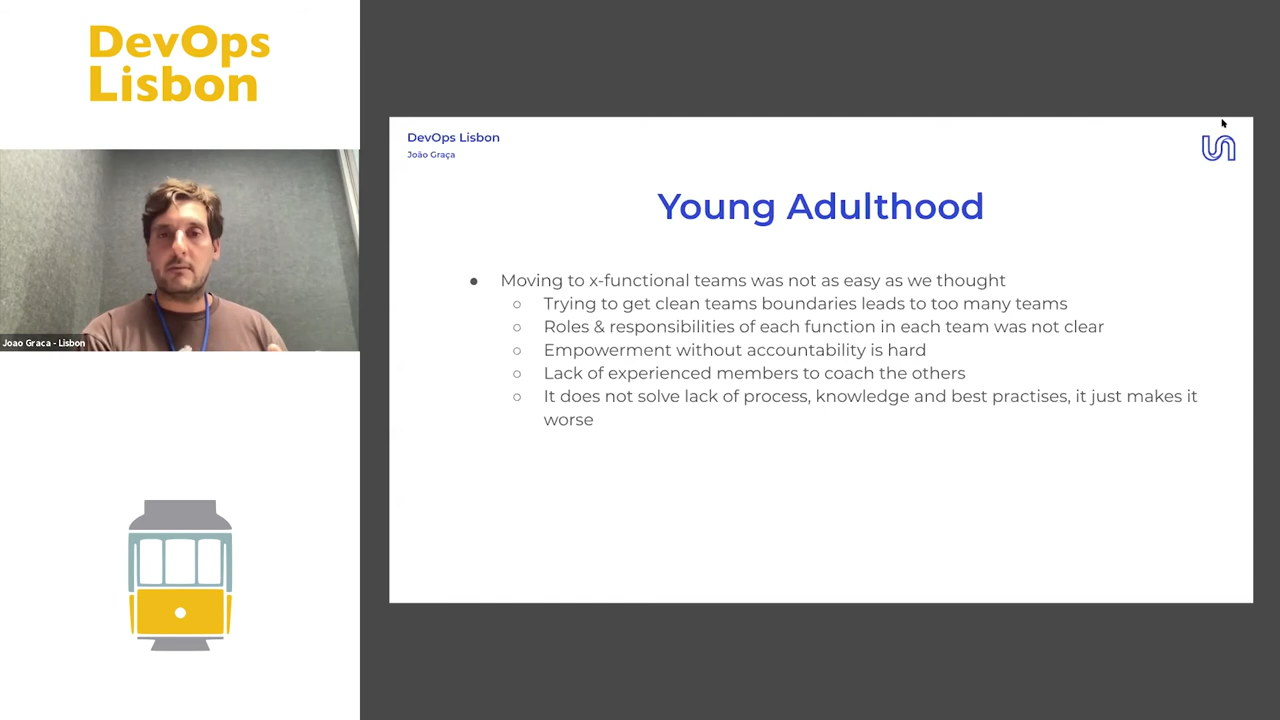 DevOps
Lisbon
Joao Graca - Lisbon
DevOps Lisbon
João Graça
Young Adulthood
● Moving to x-functional teams was not as easy as we thought
○ Trying to get clean teams boundaries leads to too many teams
○ Roles & responsibilities of each function in each team was not clear
○ Empowerment without accountability is hard
○ Lack of experienced members to coach the others
○ It does not solve lack of process, knowledge and best practises, it just makes it
worse